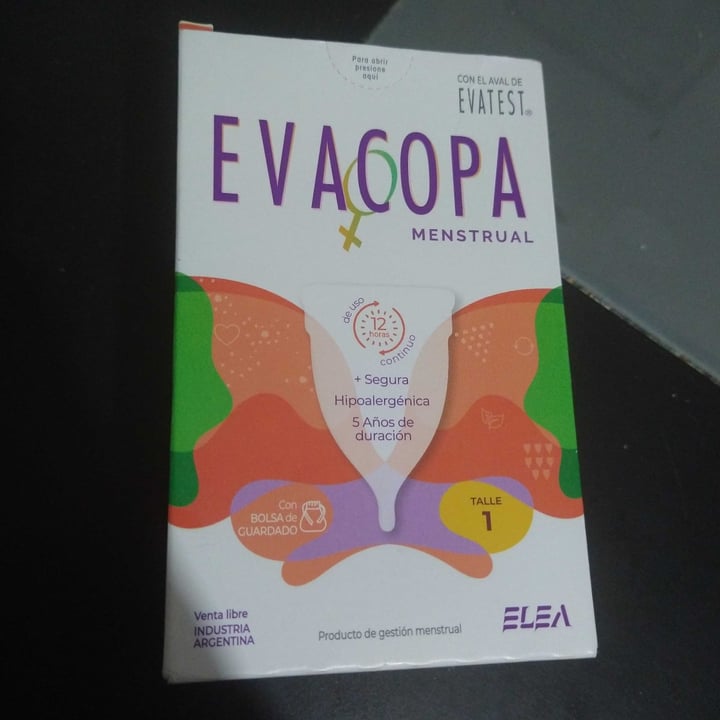 Para abrir
presione
aquí
CON EL AVAL DE
EVATEST®
EVACOPA
MENSTRUAL
de uso
12
horas
continuo
+ Segura
Hipoalergénica
5 Años de
duración
Con
BOLSA de
GUARDADO
TALLE
1
Venta libre
INDUSTRIA
ARGENTINA
Producto de gestión menstrual
ELEA